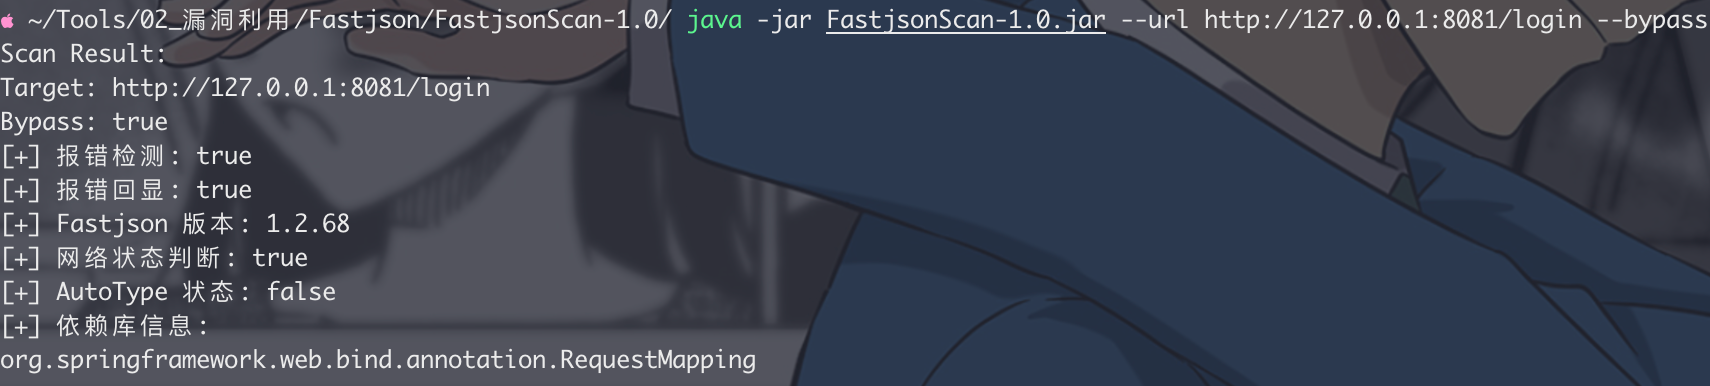 ~/Tools/02_漏洞利用/Fastjson/FastjsonScan-1.0/ java -jar FastjsonScan-1.0.jar --url http://127.0.0.1:8081/login --bypass
Scan Result:
Target: http://127.0.0.1:8081/login
Bypass: true
[+] 报错检测: true
[+] 报错回显: true
[+] Fastjson 版本: 1.2.68
[+] 网络状态判断: true
[+] AutoType 状态: false
[+] 依赖库信息:
org.springframework.web.bind.annotation.RequestMapping